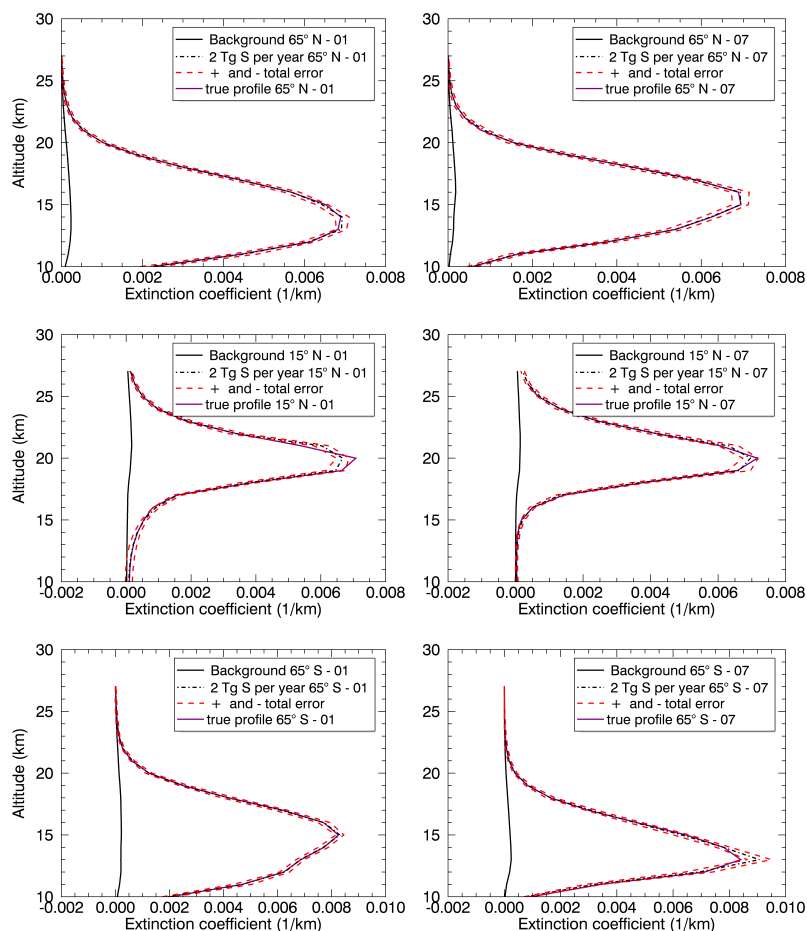 30
25
20
15
10
Altitude (km)
Background 65° N - 01
2 Tg S per year 65° N - 01
+ and - total error
true profile 65° N - 01
0.000 0.002 0.004 0.006 0.008
Extinction coefficient (1/km)
30
25
20
15
10
Altitude (km)
Background 65° N - 07
2 Tg S per year 65° N - 07
+ and - total error
true profile 65° N - 07
0.000 0.002 0.004 0.006 0.008
Extinction coefficient (1/km)
30
25
20
15
10
Altitude (km)
Background 15° N - 01
2 Tg S per year 15° N - 01
+ and - total error
true profile 15° N - 01
-0.002 0.000 0.002 0.004 0.006 0.008
Extinction coefficient (1/km)
30
25
20
15
10
Altitude (km)
Background 15° N - 07
2 Tg S per year 15° N - 07
+ and - total error
true profile 15° N - 07
-0.002 0.000 0.002 0.004 0.006 0.008
Extinction coefficient (1/km)
30
25
20
15
10
Altitude (km)
Background 65° S - 01
2 Tg S per year 65° S - 01
+ and - total error
true profile 65° S - 01
-0.002 0.000 0.002 0.004 0.006 0.008 0.010
Extinction coefficient (1/km)
30
25
20
15
10
Altitude (km)
Background 65° S - 07
2 Tg S per year 65° S - 07
+ and - total error
true profile 65° S - 07
-0.002 0.000 0.002 0.004 0.006 0.008 0.010
Extinction coefficient (1/km)